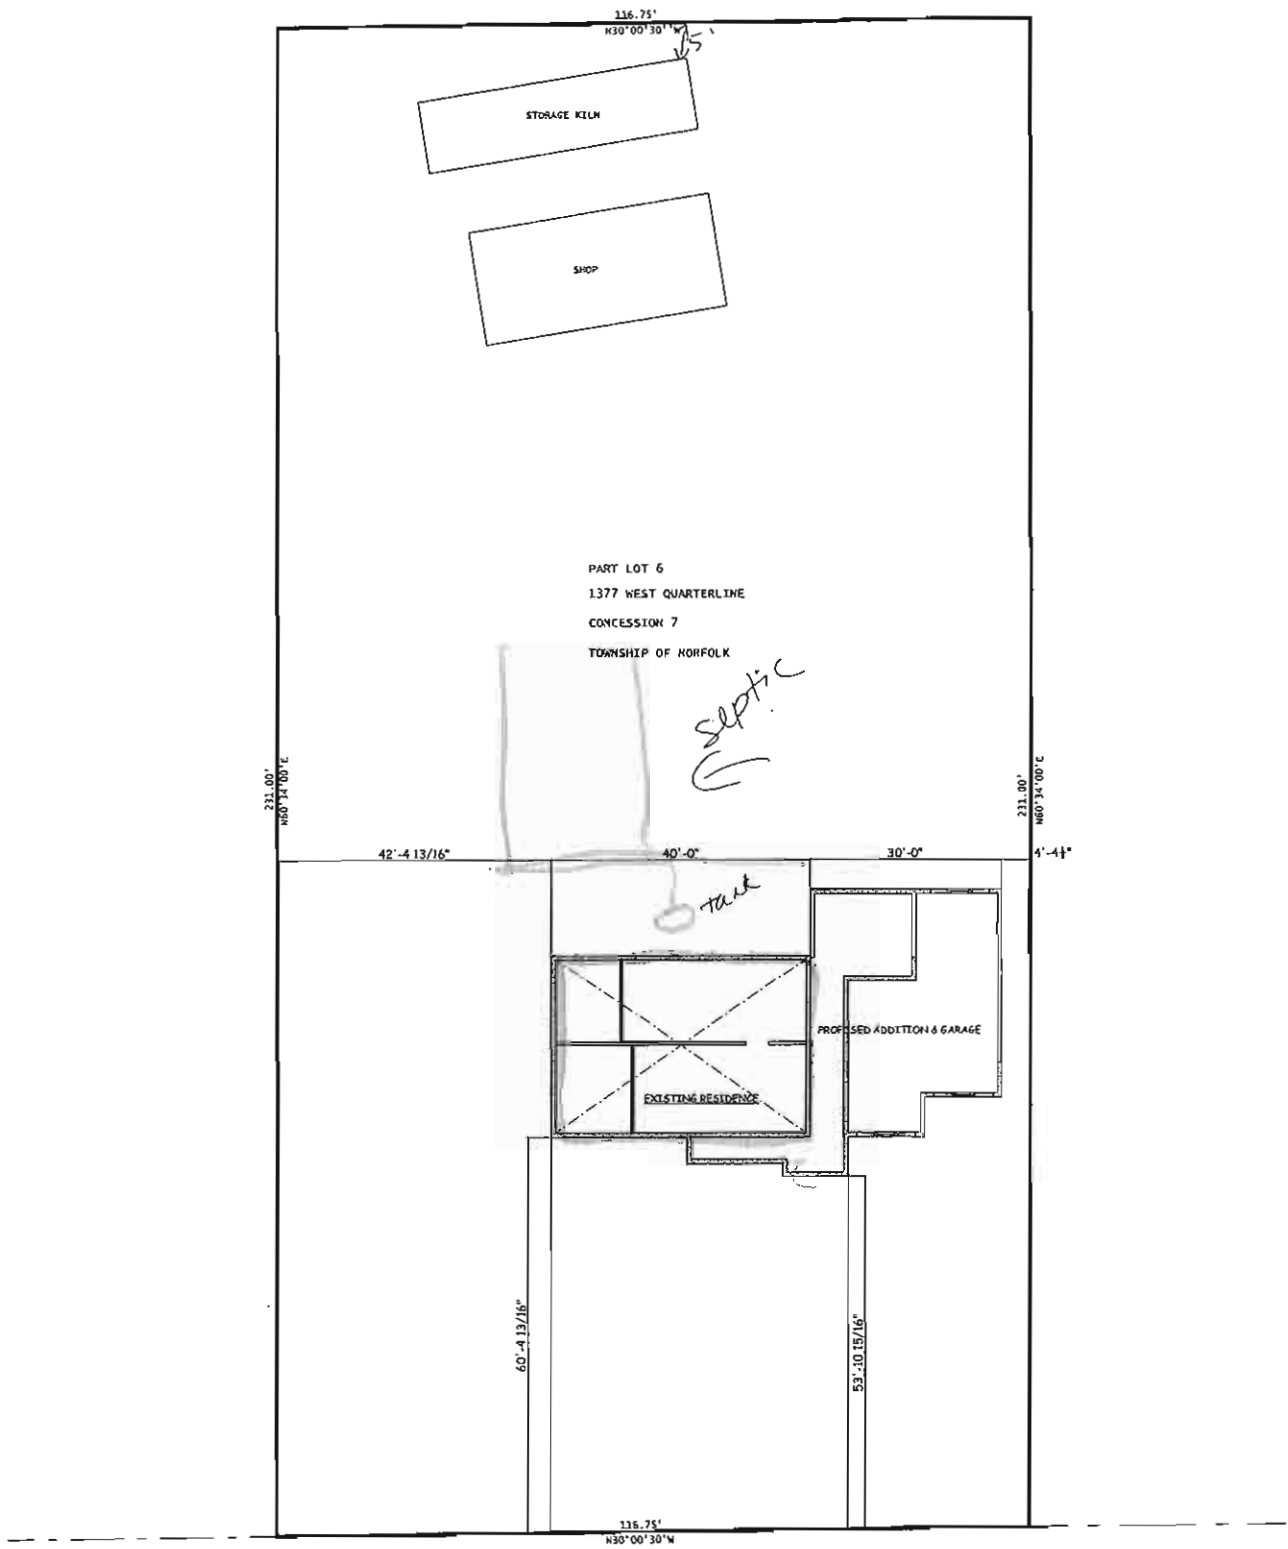 116.75'
N30°00'30"W
5'
STORAGE KILN
SHOP
PART LOT 6
1377 WEST QUARTERLINE
CONCESSION 7
TOWNSHIP OF NORFOLK
septic
231.00'
N60°34'00"E
231.00'
N60°34'00"E
42'-4 13/16"
40'-0"
30'-0"
4'-4½"
tank
PROPOSED ADDITION & GARAGE
EXISTING RESIDENCE
60'-4 13/16"
53'-10 15/16"
116.75'
N30°00'30"W